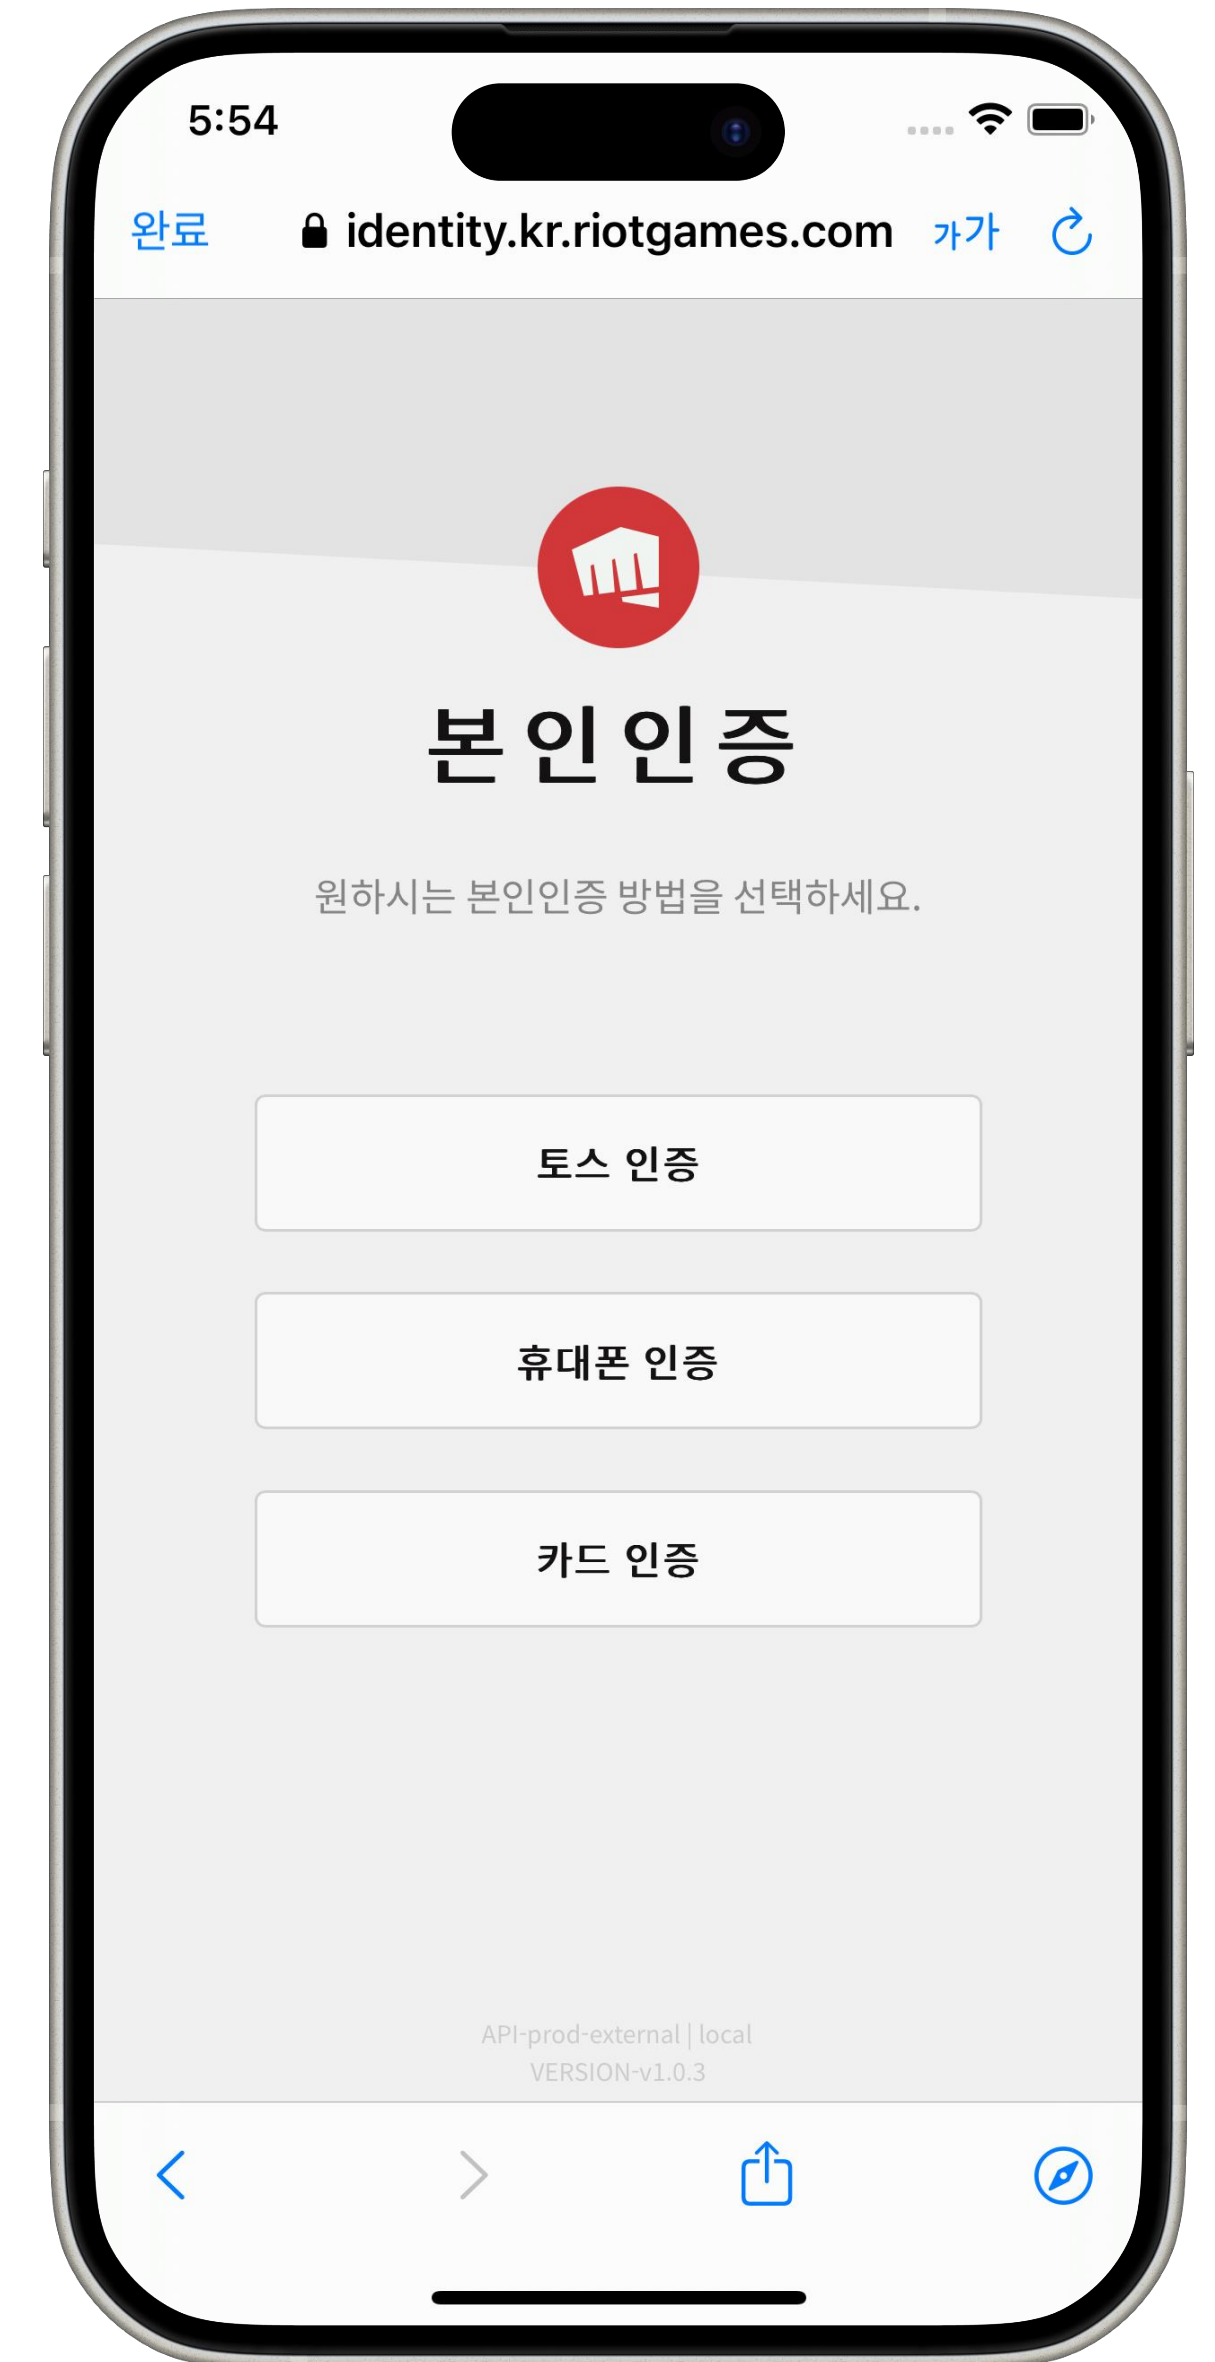 5:54
완료 identity.kr.riotgames.com 가가
본인인증
원하시는 본인인증 방법을 선택하세요.
토스 인증
휴대폰 인증
카드 인증
API-prod-external | local
VERSION-v1.0.3